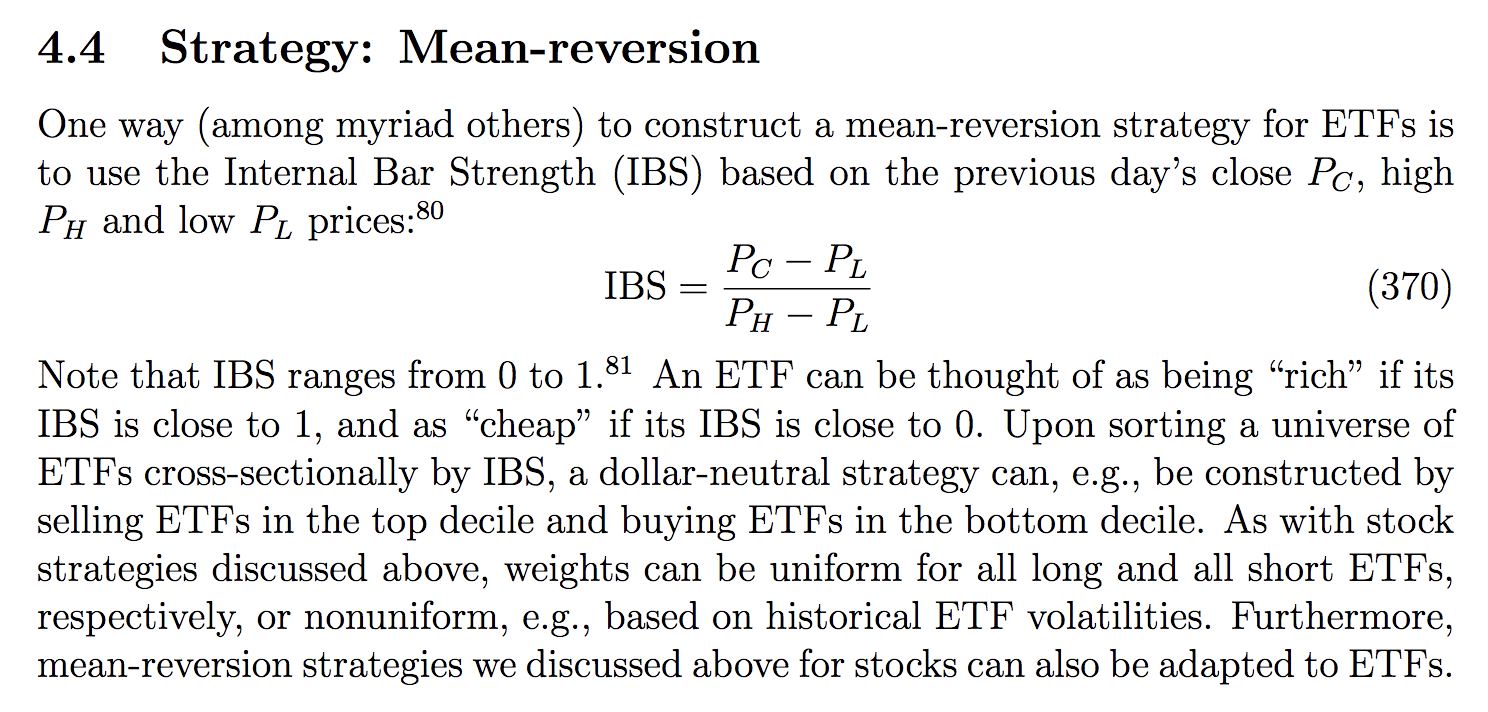 4.4 Strategy: Mean-reversion
One way (among myriad others) to construct a mean-reversion strategy for ETFs is
to use the Internal Bar Strength (IBS) based on the previous day’s close P_C, high
P_H and low P_L prices:^80
IBS = (P_C − P_L) / (P_H − P_L) (370)
Note that IBS ranges from 0 to 1.^81 An ETF can be thought of as being “rich” if its
IBS is close to 1, and as “cheap” if its IBS is close to 0. Upon sorting a universe of
ETFs cross-sectionally by IBS, a dollar-neutral strategy can, e.g., be constructed by
selling ETFs in the top decile and buying ETFs in the bottom decile. As with stock
strategies discussed above, weights can be uniform for all long and all short ETFs,
respectively, or nonuniform, e.g., based on historical ETF volatilities. Furthermore,
mean-reversion strategies we discussed above for stocks can also be adapted to ETFs.